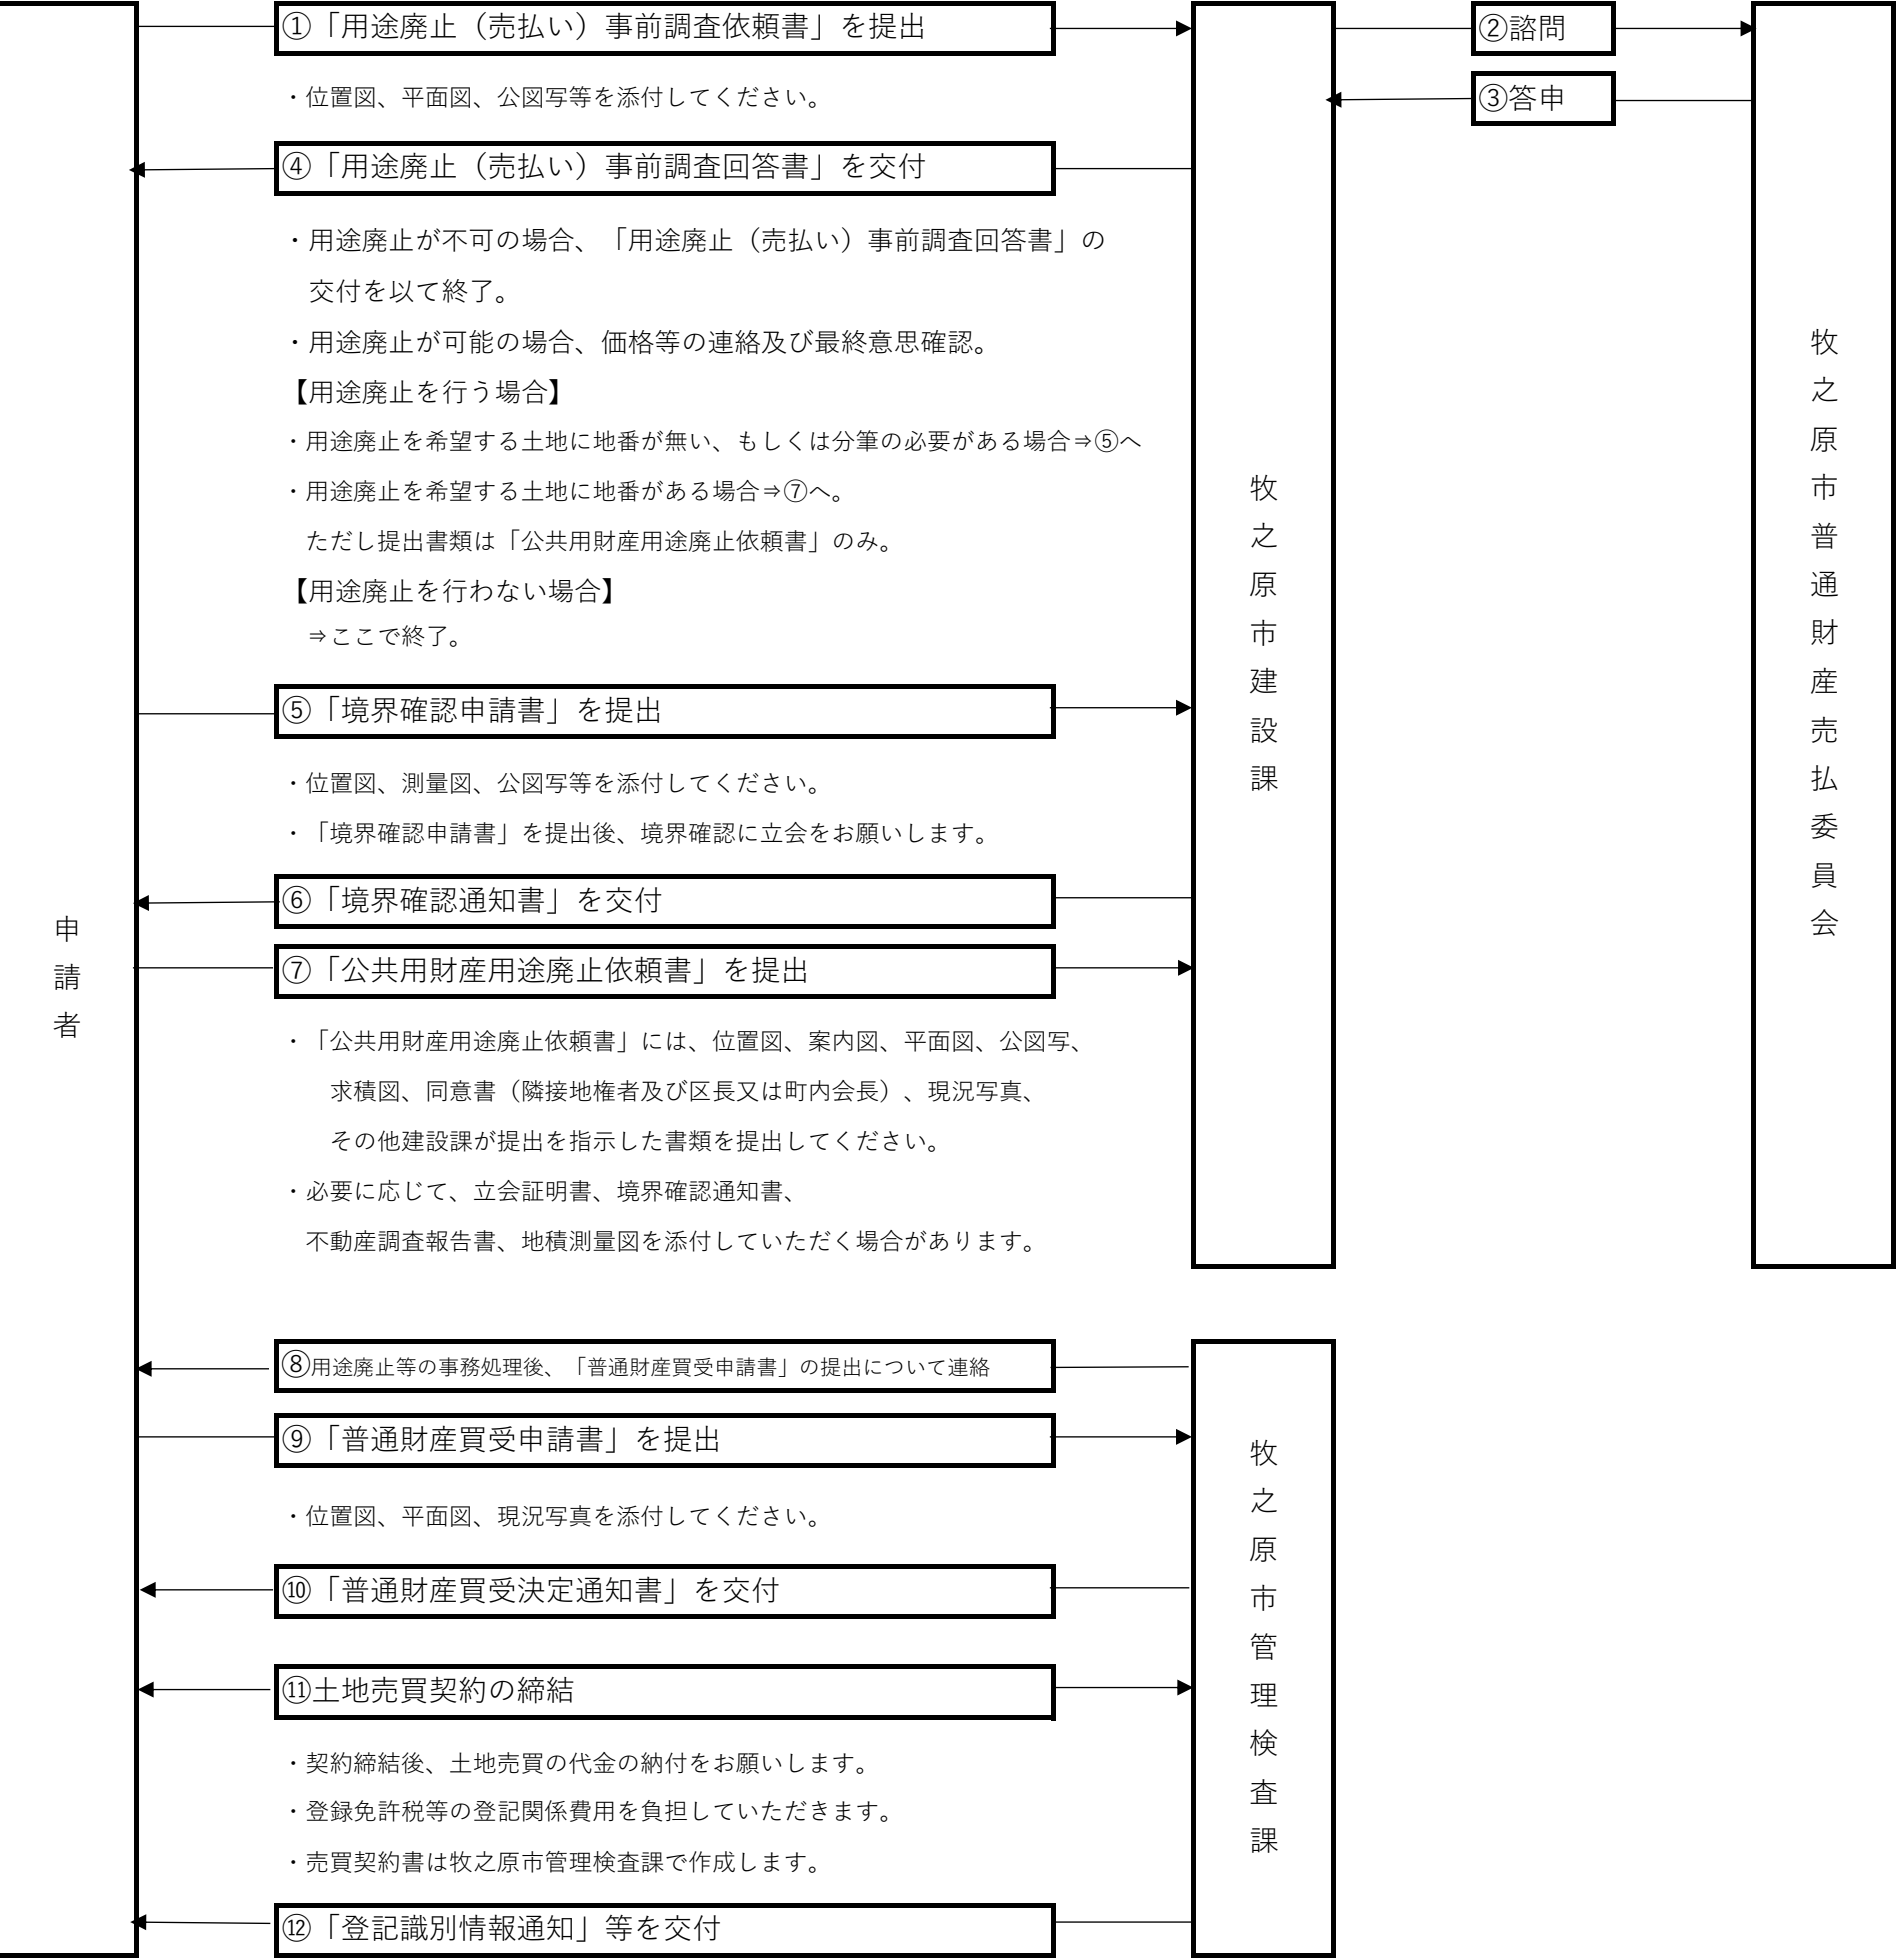 ①「用途廃止（売払い）事前調査依頼書」を提出
②諮問
・位置図、平面図、公図写等を添付してください。
③答申
④「用途廃止（売払い）事前調査回答書」を交付
・用途廃止が不可の場合、「用途廃止（売払い）事前調査回答書」の
交付を以て終了。
・用途廃止が可能の場合、価格等の連絡及び最終意思確認。
【用途廃止を行う場合】
・用途廃止を希望する土地に地番が無い、もしくは分筆の必要がある場合⇒⑤へ
・用途廃止を希望する土地に地番がある場合⇒⑦へ。
ただし提出書類は「公共用財産用途廃止依頼書」のみ。
【用途廃止を行わない場合】
⇒ここで終了。
⑤「境界確認申請書」を提出
・位置図、測量図、公図写等を添付してください。
・「境界確認申請書」を提出後、境界確認に立会をお願いします。
⑥「境界確認通知書」を交付
⑦「公共用財産用途廃止依頼書」を提出
・「公共用財産用途廃止依頼書」には、位置図、案内図、平面図、公図写、
求積図、同意書（隣接地権者及び区長又は町内会長）、現況写真、
その他建設課が提出を指示した書類を提出してください。
・必要に応じて、立会証明書、境界確認通知書、
不動産調査報告書、地積測量図を添付していただく場合があります。
申請者
牧之原市建設課
牧之原市普通財産売払委員会
⑧用途廃止等の事務処理後、「普通財産買受申請書」の提出について連絡
⑨「普通財産買受申請書」を提出
・位置図、平面図、現況写真を添付してください。
⑩「普通財産買受決定通知書」を交付
⑪土地売買契約の締結
・契約締結後、土地売買の代金の納付をお願いします。
・登録免許税等の登記関係費用を負担していただきます。
・売買契約書は牧之原市管理検査課で作成します。
⑫「登記識別情報通知」等を交付
牧之原市管理検査課